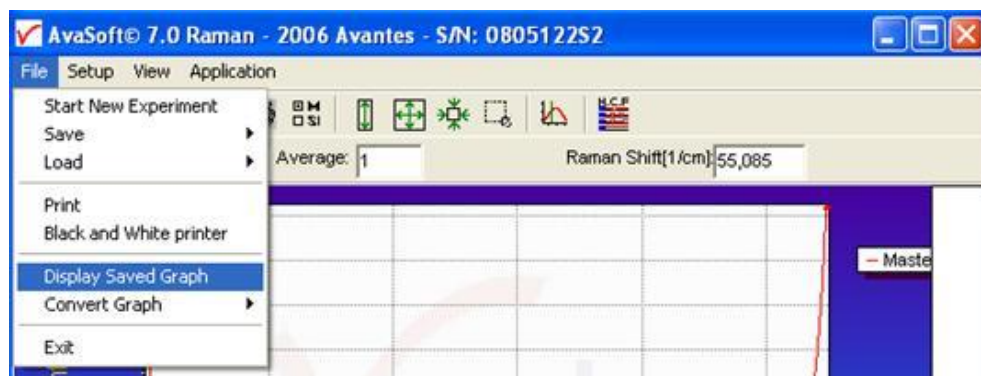 AvaSoft© 7.0 Raman - 2006 Avantes - S/N: 0805122S2
File Setup View Application
Start New Experiment
Save
Load
Print
Black and White printer
Display Saved Graph
Convert Graph
Exit
Average: 1
Raman Shift[1/cm]: 55,085
H.C.P
Maste